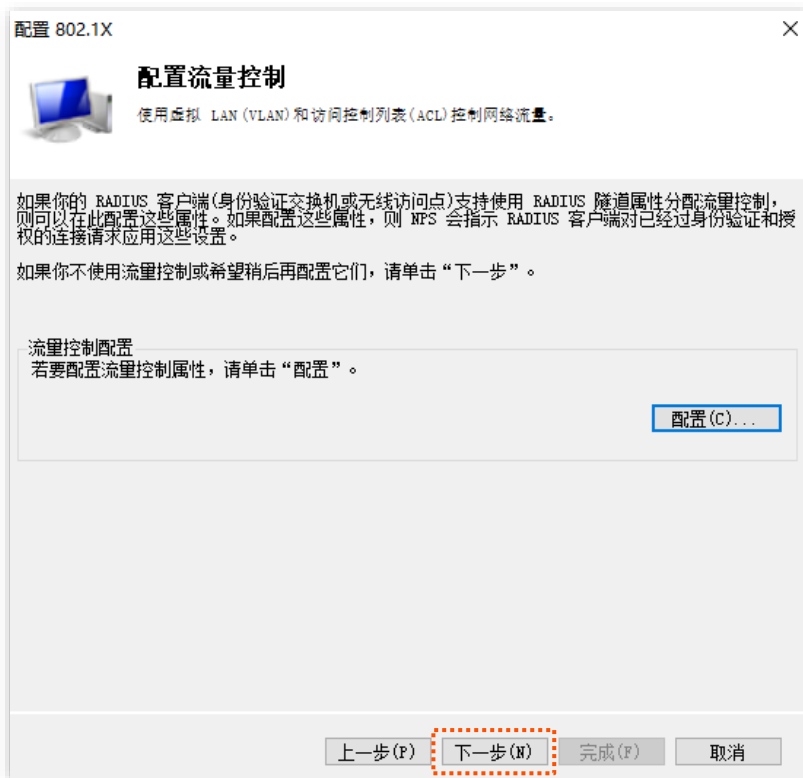 配置 802.1X
配置流量控制
使用虚拟 LAN(VLAN)和访问控制列表(ACL)控制网络流量。
如果你的 RADIUS 客户端(身份验证交换机或无线访问点)支持使用 RADIUS 隧道属性分配流量控制，
则可以在此配置这些属性。如果配置这些属性，则 NPS 会指示 RADIUS 客户端对已经过身份验证和授
权的连接请求应用这些设置。
如果你不使用流量控制或希望稍后再配置它们，请单击“下一步”。
流量控制配置
若要配置流量控制属性，请单击“配置”。
配置(C)...
上一步(P) 下一步(N) 完成(F) 取消